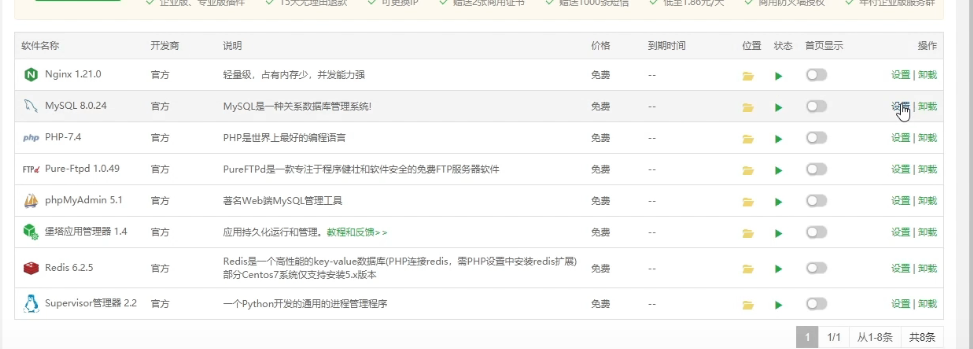 企业版、专业版插件 15天无理由退款 可更换IP 赠送2张商用证书 赠送1000条短信 低至1.86元/天 商用防火墙授权 年付企业版服务群
软件名称 开发商 说明 价格 到期时间 位置 状态 首页显示 操作
Nginx 1.21.0 官方 轻量级，占有内存少，并发能力强 免费 -- 设置 | 卸载
MySQL 8.0.24 官方 MySQL是一种关系数据库管理系统! 免费 -- 设置 | 卸载
php PHP-7.4 官方 PHP是世界上最好的编程语言 免费 -- 设置 | 卸载
FTP Pure-Ftpd 1.0.49 官方 PureFTPd是一款专注于程序健壮和软件安全的免费FTP服务器软件 免费 -- 设置 | 卸载
phpMyAdmin 5.1 官方 著名Web端MySQL管理工具 免费 -- 设置 | 卸载
堡塔应用管理器 1.4 官方 应用持久化运行和管理。教程和反馈>> 免费 -- 设置 | 卸载
Redis 6.2.5 官方 Redis是一个高性能的key-value数据库(PHP连接redis，需PHP设置中安装redis扩展) 免费 -- 设置 | 卸载
部分Centos7系统仅支持安装5.x版本
Supervisor管理器 2.2 官方 一个Python开发的通用的进程管理程序 免费 -- 设置 | 卸载
1 1/1 从1-8条 共8条